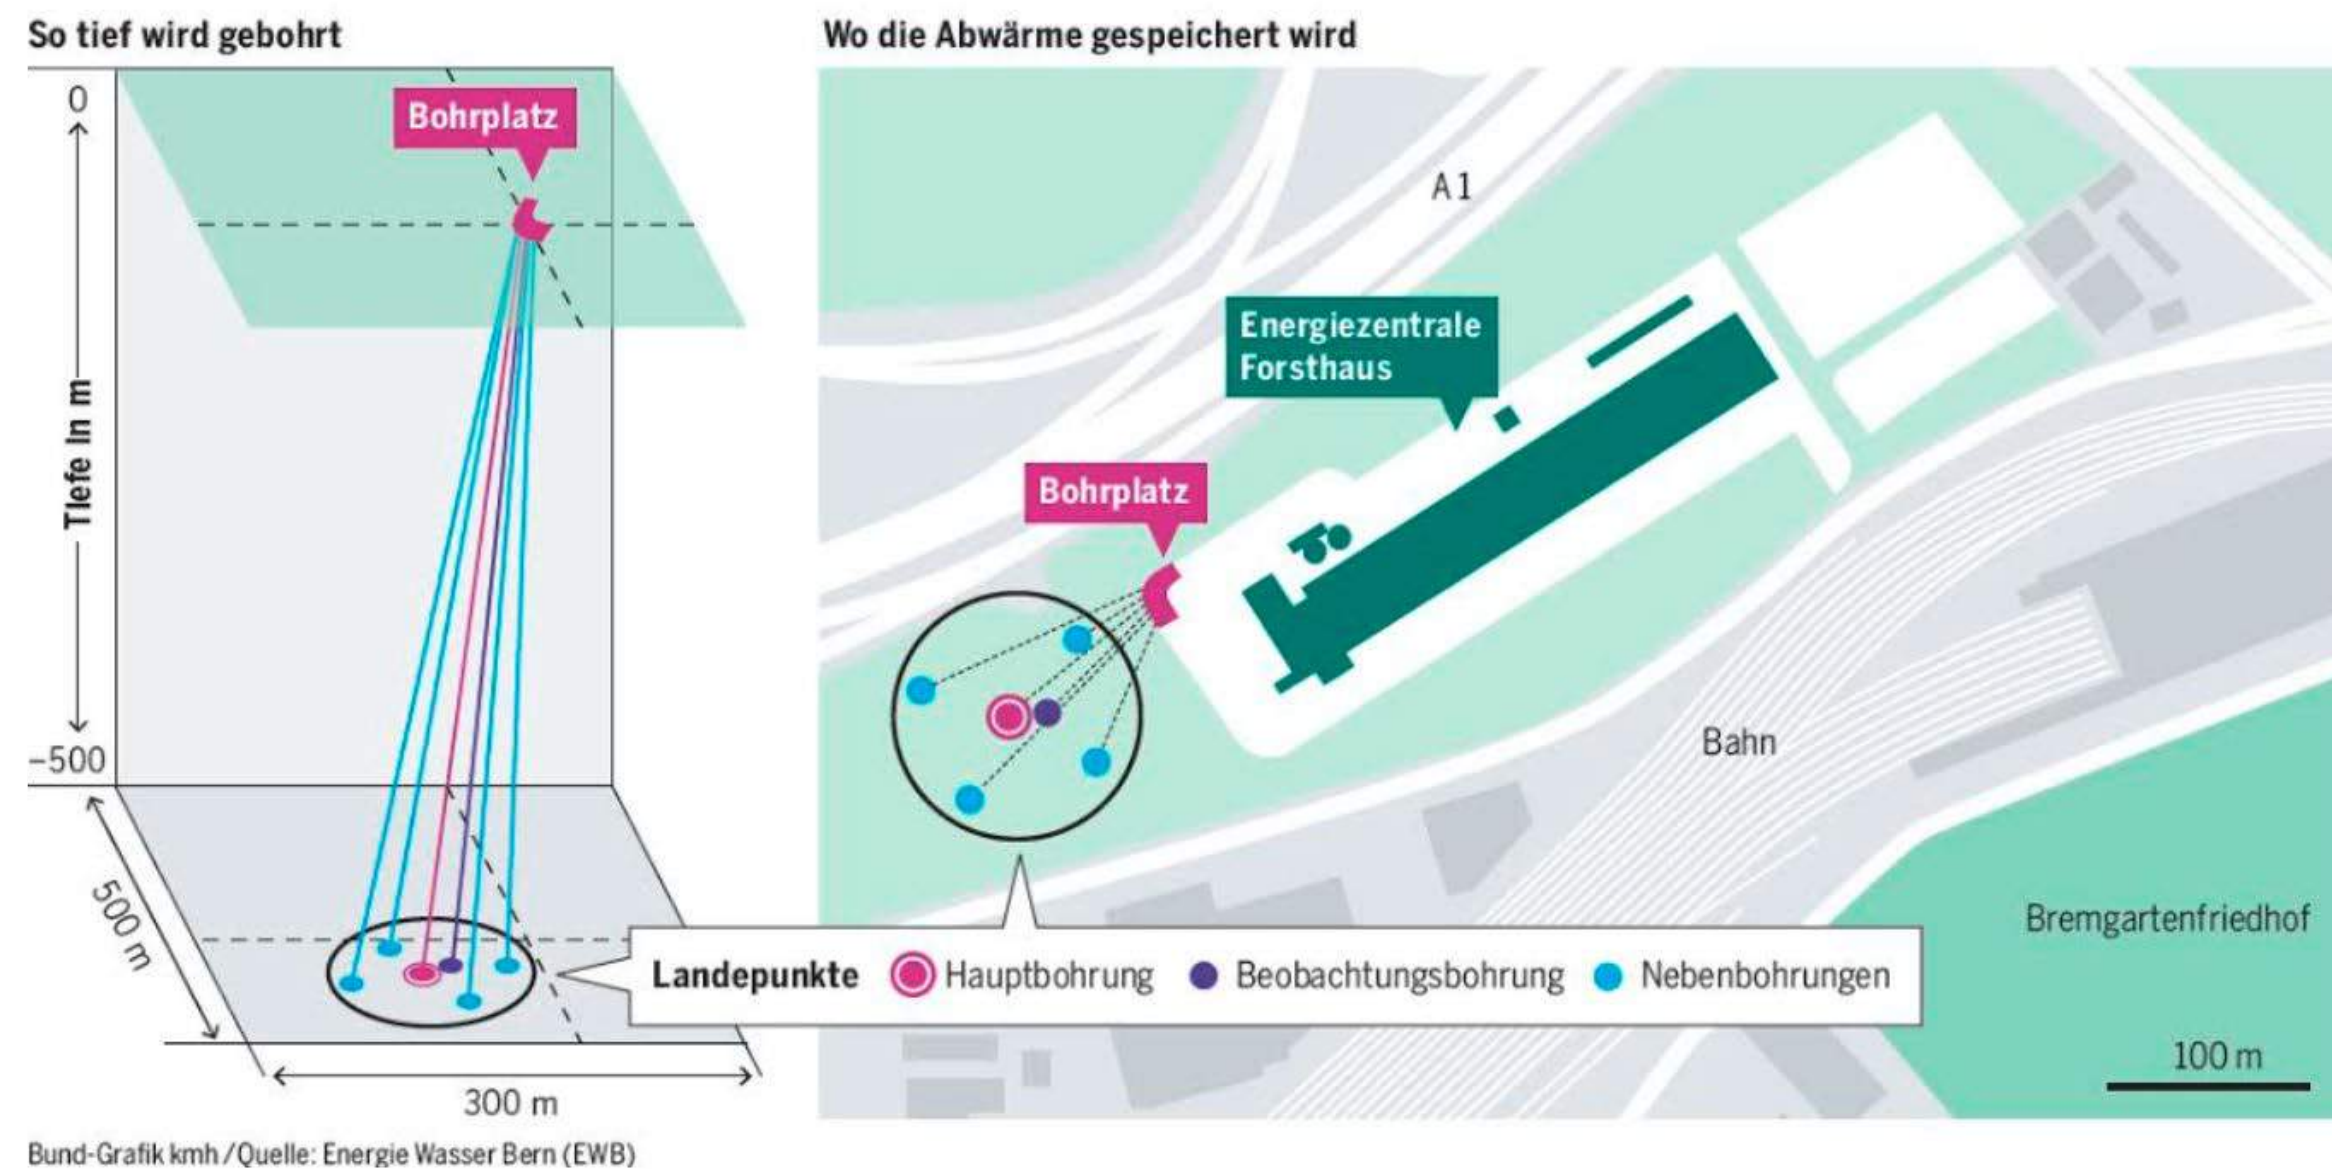 So tief wird gebohrt
0
Bohrplatz
Tiefe in m
–500
500 m
300 m
Wo die Abwärme gespeichert wird
A1
Energiezentrale
Forsthaus
Bohrplatz
Bahn
Bremgartenfriedhof
Landepunkte Hauptbohrung Beobachtungsbohrung Nebenbohrungen
100 m
Bund-Grafik kmh/Quelle: Energie Wasser Bern (EWB)